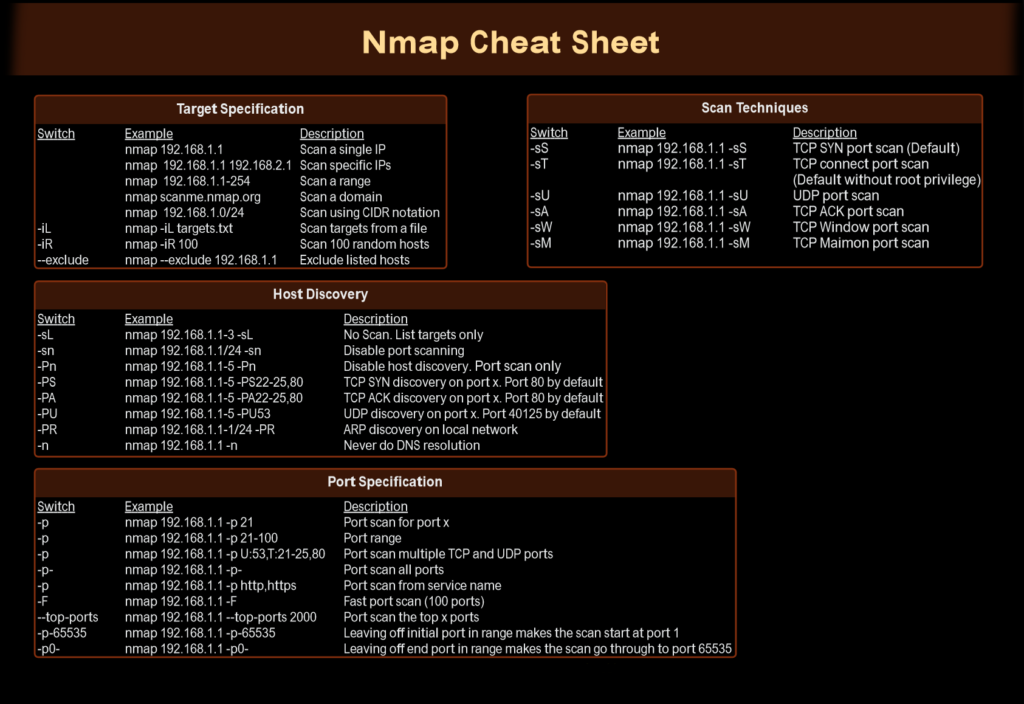 Nmap Cheat Sheet
Target Specification
Switch Example Description
nmap 192.168.1.1 Scan a single IP
nmap 192.168.1.1 192.168.2.1 Scan specific IPs
nmap 192.168.1.1-254 Scan a range
nmap scanme.nmap.org Scan a domain
nmap 192.168.1.0/24 Scan using CIDR notation
-iL nmap -iL targets.txt Scan targets from a file
-iR nmap -iR 100 Scan 100 random hosts
--exclude nmap --exclude 192.168.1.1 Exclude listed hosts
Scan Techniques
Switch Example Description
-sS nmap 192.168.1.1 -sS TCP SYN port scan (Default)
-sT nmap 192.168.1.1 -sT TCP connect port scan
(Default without root privilege)
-sU nmap 192.168.1.1 -sU UDP port scan
-sA nmap 192.168.1.1 -sA TCP ACK port scan
-sW nmap 192.168.1.1 -sW TCP Window port scan
-sM nmap 192.168.1.1 -sM TCP Maimon port scan
Host Discovery
Switch Example Description
-sL nmap 192.168.1.1-3 -sL No Scan. List targets only
-sn nmap 192.168.1.1/24 -sn Disable port scanning
-Pn nmap 192.168.1.1-5 -Pn Disable host discovery. Port scan only
-PS nmap 192.168.1.1-5 -PS22-25,80 TCP SYN discovery on port x. Port 80 by default
-PA nmap 192.168.1.1-5 -PA22-25,80 TCP ACK discovery on port x. Port 80 by default
-PU nmap 192.168.1.1-5 -PU53 UDP discovery on port x. Port 40125 by default
-PR nmap 192.168.1.1-1/24 -PR ARP discovery on local network
-n nmap 192.168.1.1 -n Never do DNS resolution
Port Specification
Switch Example Description
-p nmap 192.168.1.1 -p 21 Port scan for port x
-p nmap 192.168.1.1 -p 21-100 Port range
-p nmap 192.168.1.1 -p U:53,T:21-25,80 Port scan multiple TCP and UDP ports
-p- nmap 192.168.1.1 -p- Port scan all ports
-p nmap 192.168.1.1 -p http,https Port scan from service name
-F nmap 192.168.1.1 -F Fast port scan (100 ports)
--top-ports nmap 192.168.1.1 --top-ports 2000 Port scan the top x ports
-p-65535 nmap 192.168.1.1 -p-65535 Leaving off initial port in range makes the scan start at port 1
-p0- nmap 192.168.1.1 -p0- Leaving off end port in range makes the scan go through to port 65535